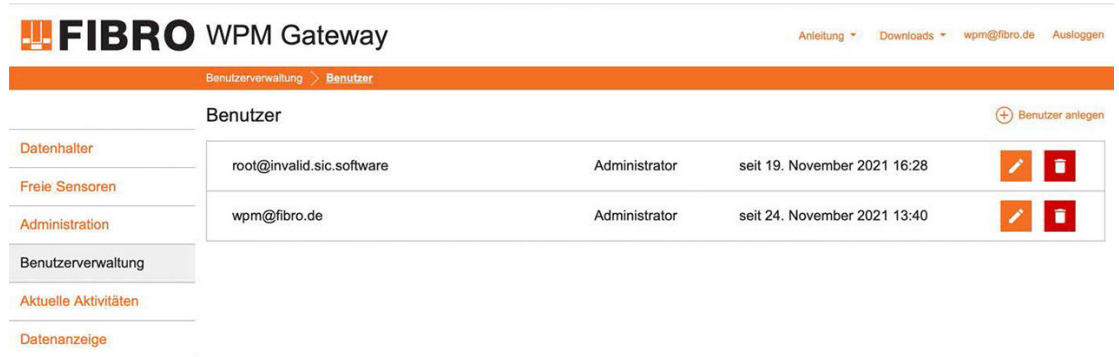 FIBRO WPM Gateway
Anleitung Downloads wpm@fibro.de Ausloggen
Benutzerverwaltung Benutzer
Benutzer
Benutzer anlegen
Datenhalter
Freie Sensoren
Administration
Benutzerverwaltung
Aktuelle Aktivitäten
Datenanzeige
root@invalid.sic.software Administrator seit 19. November 2021 16:28
wpm@fibro.de Administrator seit 24. November 2021 13:40